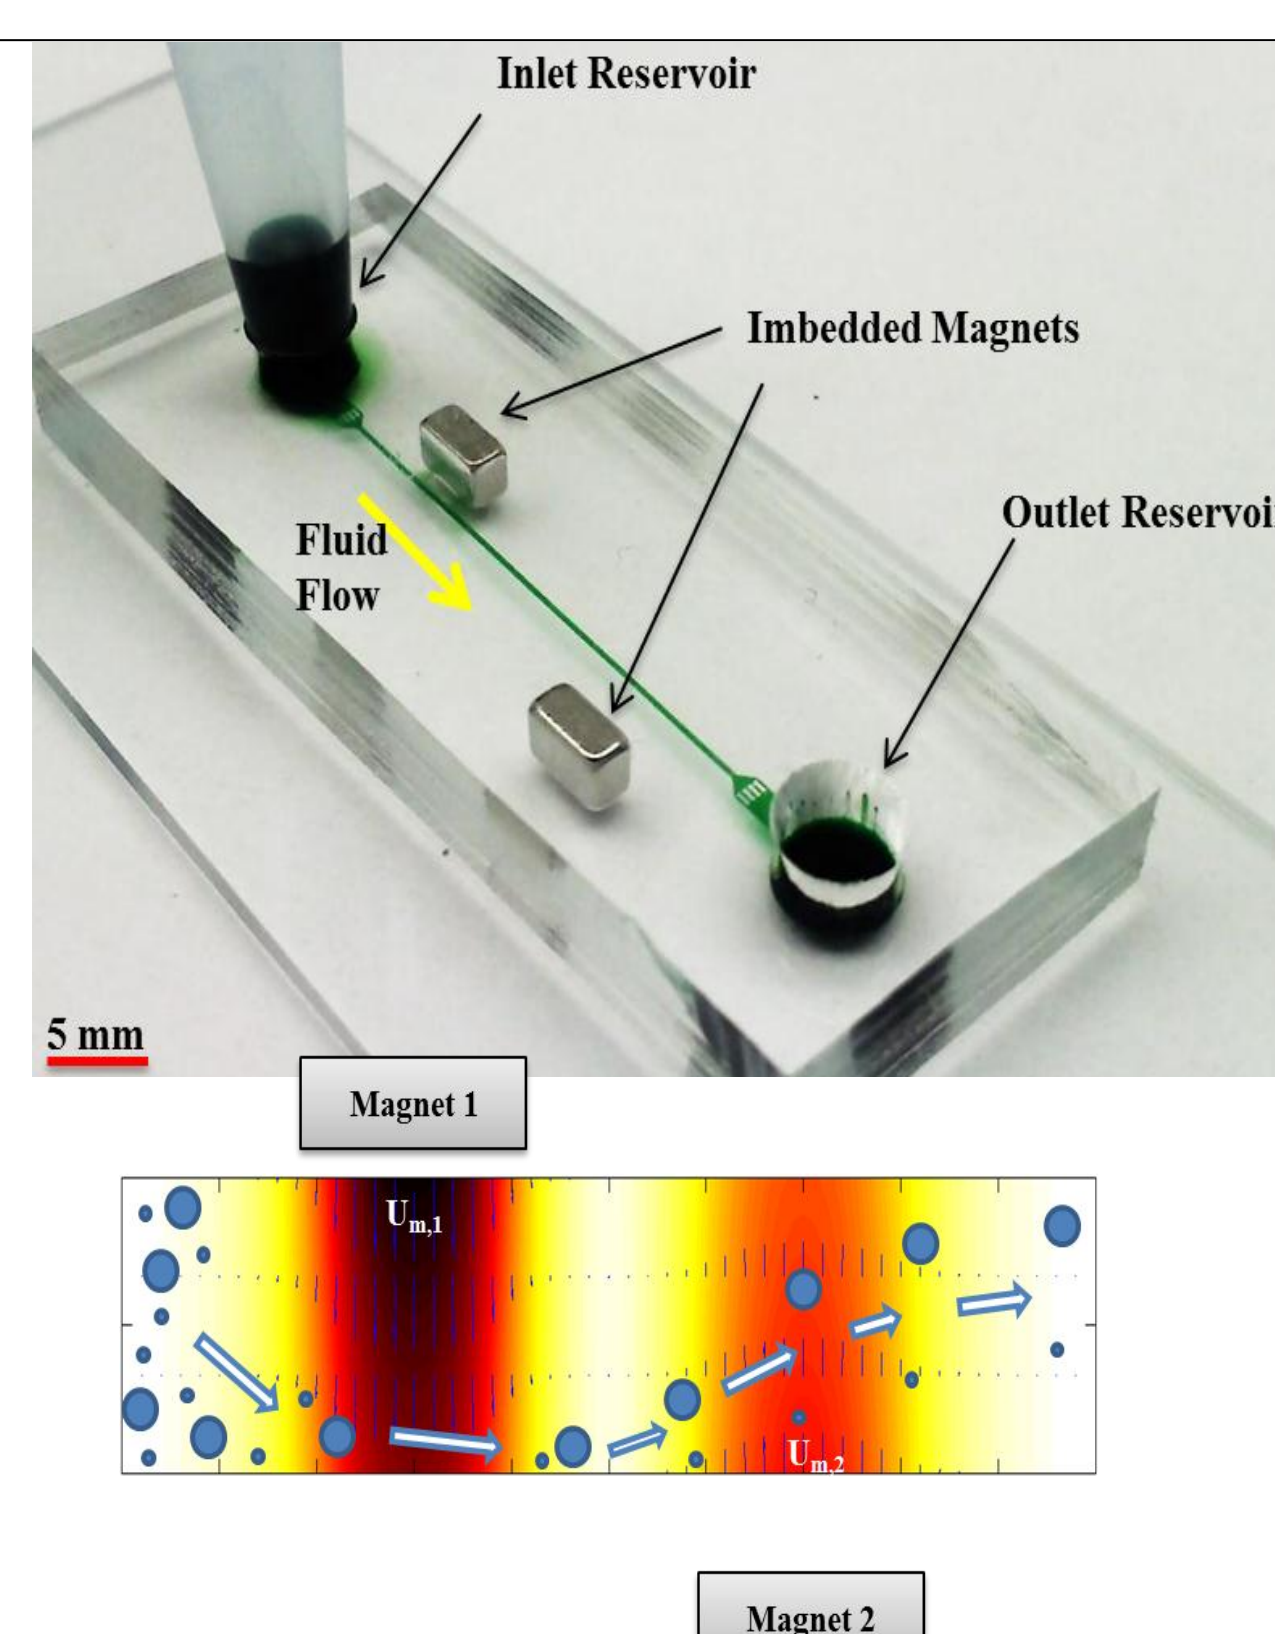 Inlet Reservoir
Imbedded Magnets
Outlet Reservoi
Fluid
Flow
5 mm
Magnet 1
Um,1
Um,2
Magnet 2